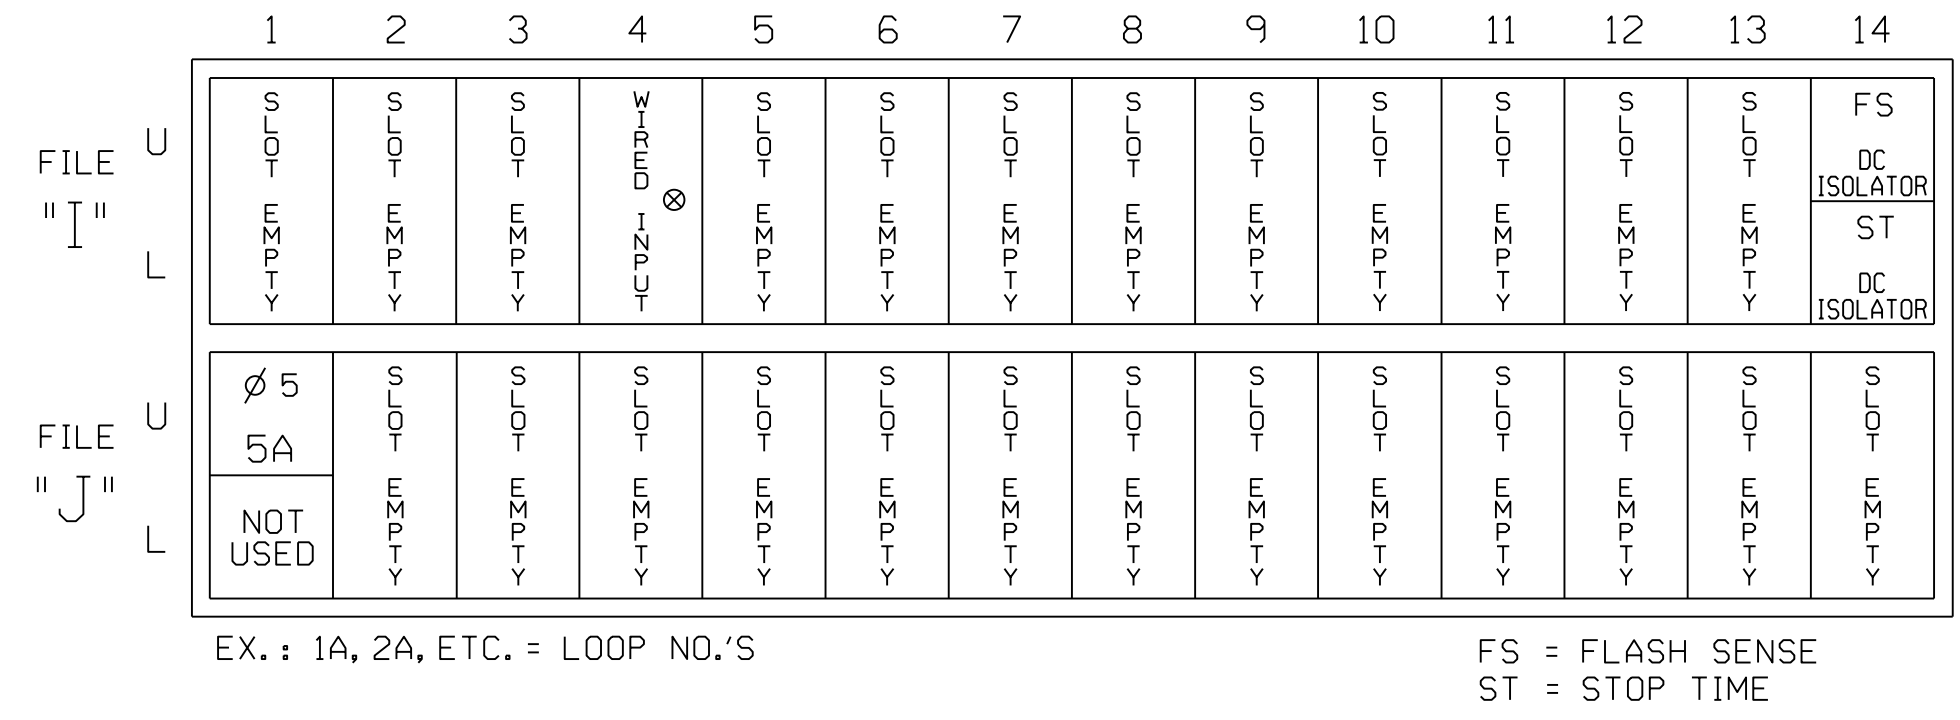 1 2 3 4 5 6 7 8 9 10 11 12 13 14
FILE
"I"
U
L
SLOT EMPTY
SLOT EMPTY
SLOT EMPTY
WIRED INPUT
SLOT EMPTY
SLOT EMPTY
SLOT EMPTY
SLOT EMPTY
SLOT EMPTY
SLOT EMPTY
SLOT EMPTY
SLOT EMPTY
SLOT EMPTY
FS
DC
ISOLATOR
ST
DC
ISOLATOR
FILE
"J"
U
L
Ø 5
5A
NOT
USED
SLOT EMPTY
SLOT EMPTY
SLOT EMPTY
SLOT EMPTY
SLOT EMPTY
SLOT EMPTY
SLOT EMPTY
SLOT EMPTY
SLOT EMPTY
SLOT EMPTY
SLOT EMPTY
SLOT EMPTY
SLOT EMPTY
EX.: 1A, 2A, ETC. = LOOP NO.'S
FS = FLASH SENSE
ST = STOP TIME